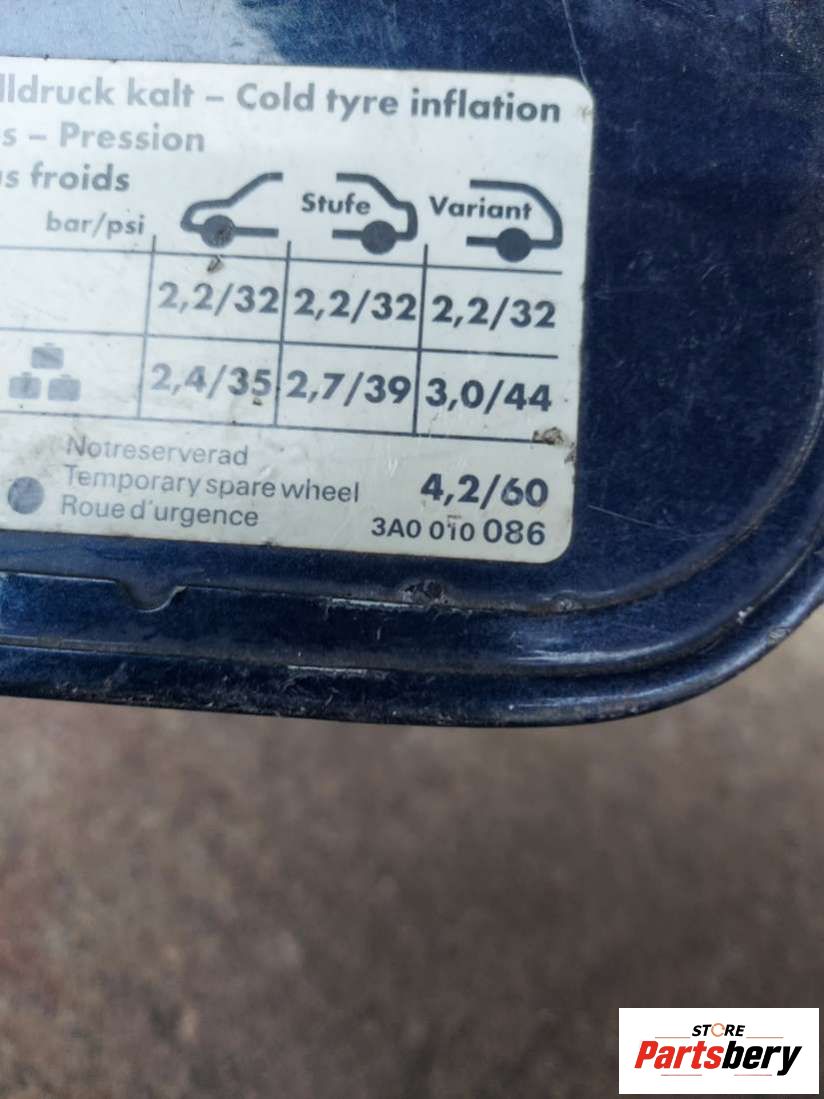 lldruck kalt – Cold tyre inflation
s – Pression
s froids
bar/psi Stufe Variant
2,2/32 2,2/32 2,2/32
2,4/35 2,7/39 3,0/44
Notreserverad
Temporary spare wheel 4,2/60
Roue d'urgence
3A0 010 086
STORE
Partsbery